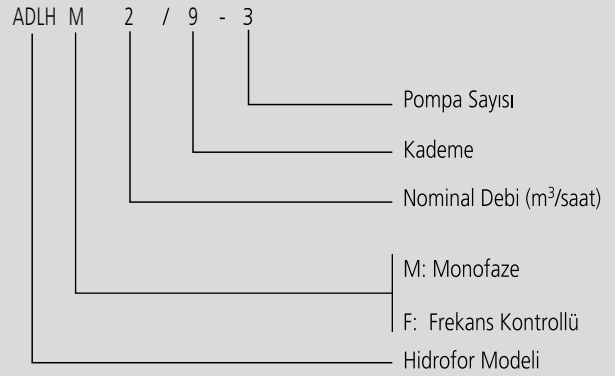 ADLH M 2 / 9 - 3
Pompa Sayısı
Kademe
Nominal Debi (m³/saat)
M: Monofaze
F: Frekans Kontrollü
Hidrofor Modeli